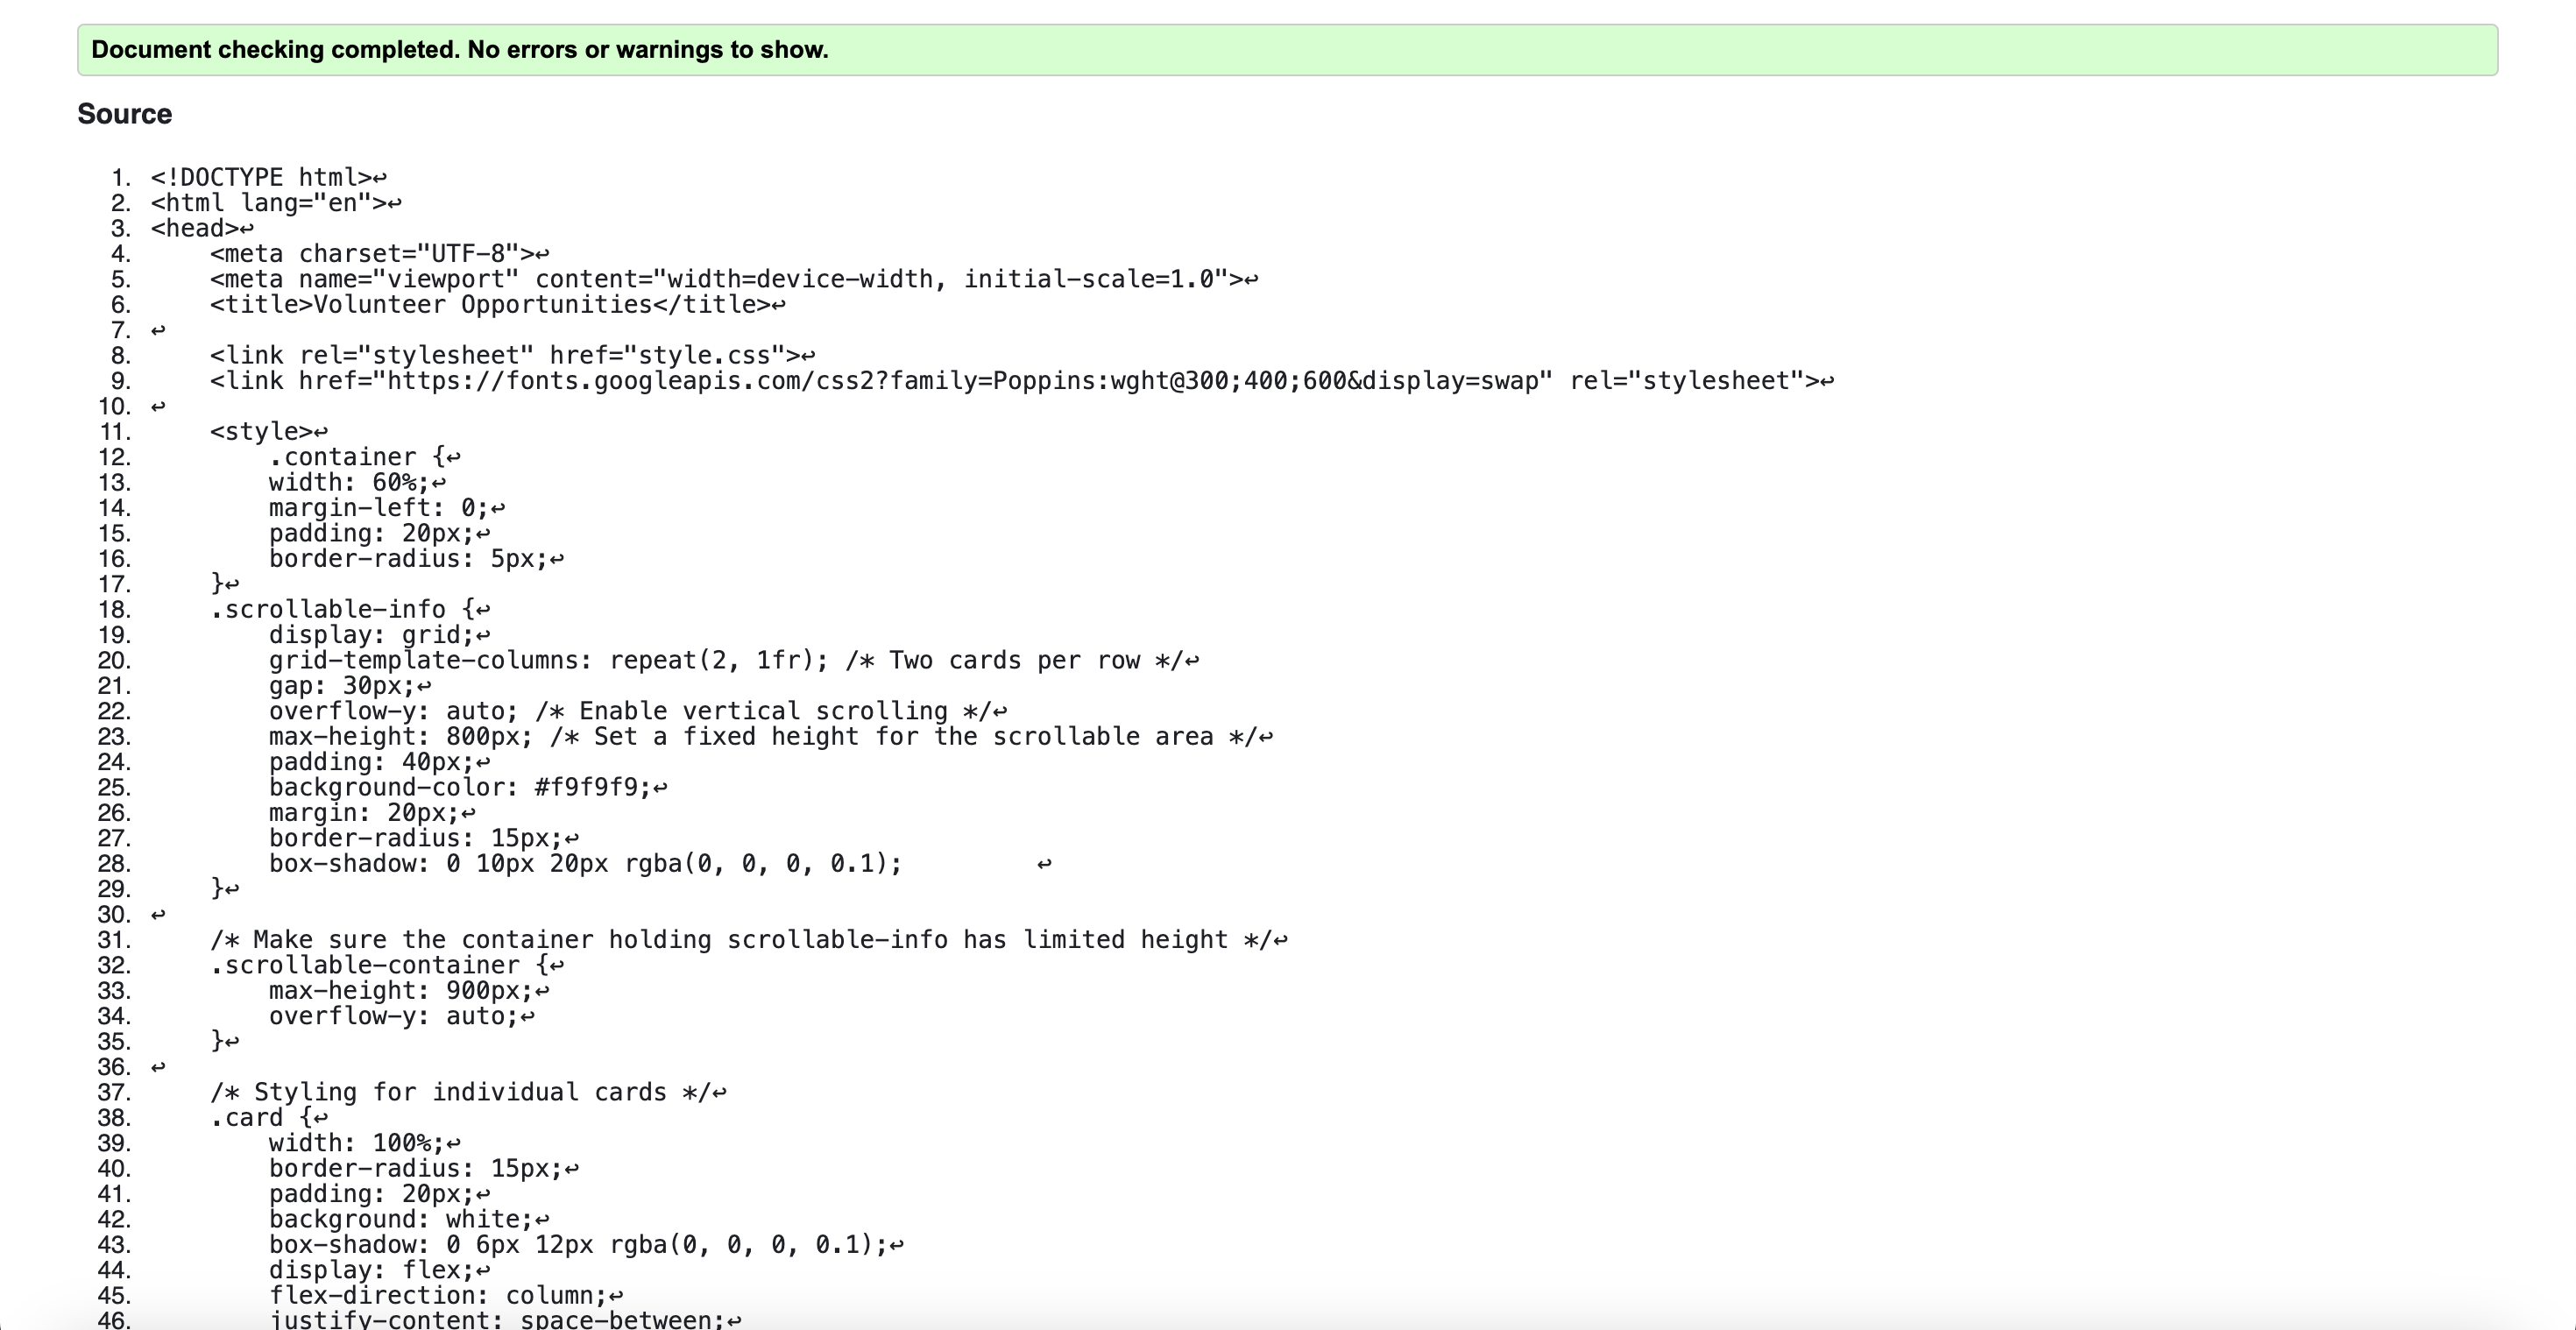 Document checking completed. No errors or warnings to show.
Source
1. <!DOCTYPE html>↩
2. <html lang="en">↩
3. <head>↩
4.     <meta charset="UTF-8">↩
5.     <meta name="viewport" content="width=device-width, initial-scale=1.0">↩
6.     <title>Volunteer Opportunities</title>↩
7. ↩
8.     <link rel="stylesheet" href="style.css">↩
9.     <link href="https://fonts.googleapis.com/css2?family=Poppins:wght@300;400;600&display=swap" rel="stylesheet">↩
10. ↩
11.     <style>↩
12.         .container {↩
13.         width: 60%;↩
14.         margin-left: 0;↩
15.         padding: 20px;↩
16.         border-radius: 5px;↩
17.     }↩
18.     .scrollable-info {↩
19.         display: grid;↩
20.         grid-template-columns: repeat(2, 1fr); /* Two cards per row */↩
21.         gap: 30px;↩
22.         overflow-y: auto; /* Enable vertical scrolling */↩
23.         max-height: 800px; /* Set a fixed height for the scrollable area */↩
24.         padding: 40px;↩
25.         background-color: #f9f9f9;↩
26.         margin: 20px;↩
27.         border-radius: 15px;↩
28.         box-shadow: 0 10px 20px rgba(0, 0, 0, 0.1);         ↩
29.     }↩
30. ↩
31.     /* Make sure the container holding scrollable-info has limited height */↩
32.     .scrollable-container {↩
33.         max-height: 900px;↩
34.         overflow-y: auto;↩
35.     }↩
36. ↩
37.     /* Styling for individual cards */↩
38.     .card {↩
39.         width: 100%;↩
40.         border-radius: 15px;↩
41.         padding: 20px;↩
42.         background: white;↩
43.         box-shadow: 0 6px 12px rgba(0, 0, 0, 0.1);↩
44.         display: flex;↩
45.         flex-direction: column;↩
46.         justify-content: space-between;↩